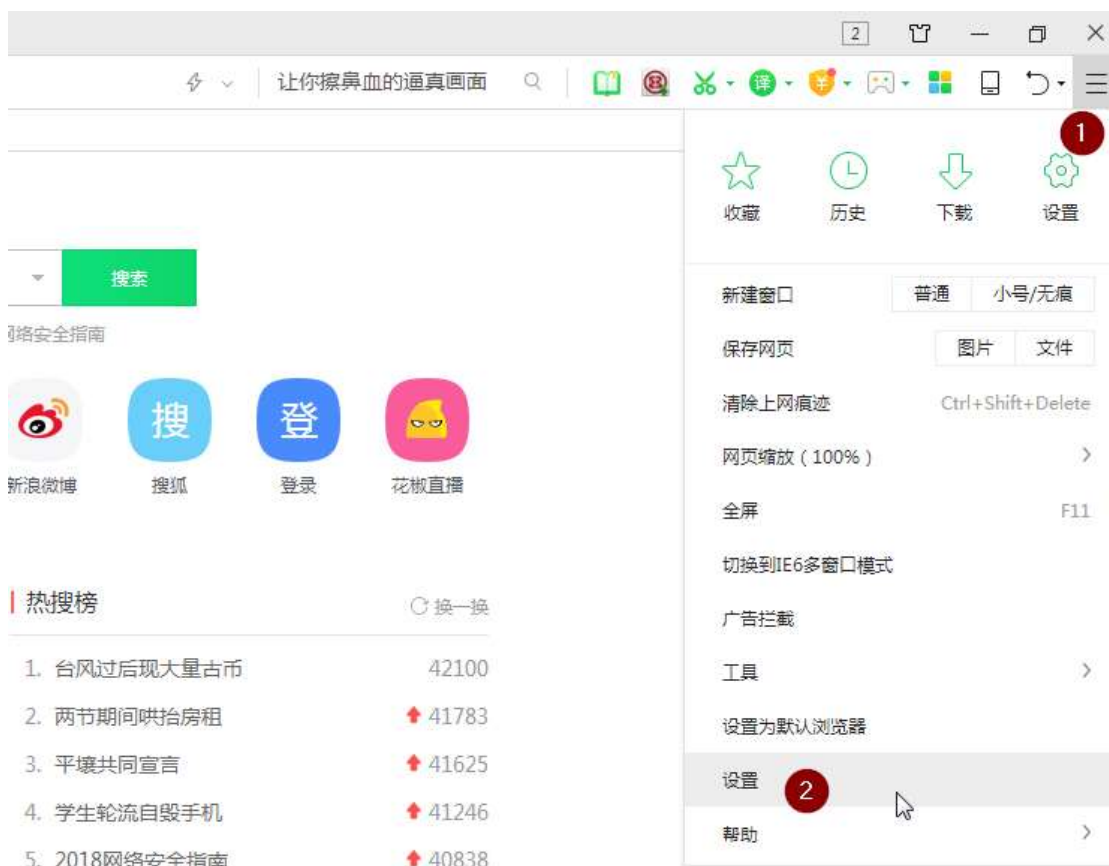 2
让你擦鼻血的逼真画面
译
1
收藏 历史 下载 设置
搜索
新建窗口 普通 小号/无痕
网络安全指南
保存网页 图片 文件
清除上网痕迹 Ctrl+Shift+Delete
搜 登
网页缩放 ( 100% )
新浪微博 搜狐 登录 花椒直播
全屏 F11
切换到IE6多窗口模式
热搜榜 换一换
广告拦截
1. 台风过后现大量古币 42100
工具
2. 两节期间哄抬房租 41783
设置为默认浏览器
3. 平壤共同宣言 41625
设置 2
4. 学生轮流自毁手机 41246
帮助
5. 2018网络安全指南 40838